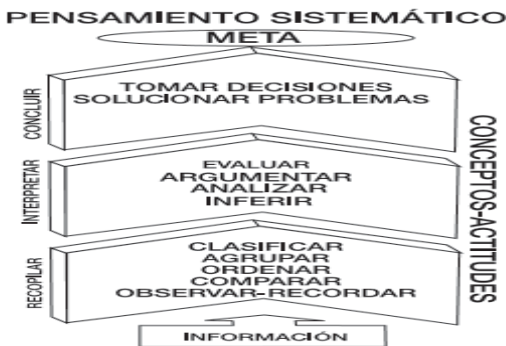 PENSAMIENTO SISTEMÁTICO
META
TOMAR DECISIONES
SOLUCIONAR PROBLEMAS
CONCLUIR
EVALUAR
ARGUMENTAR
ANALIZAR
INFERIR
INTERPRETAR
CLASIFICAR
AGRUPAR
ORDENAR
COMPARAR
OBSERVAR-RECORDAR
RECOPILAR
CONCEPTOS-ACTITUDES
INFORMACIÓN